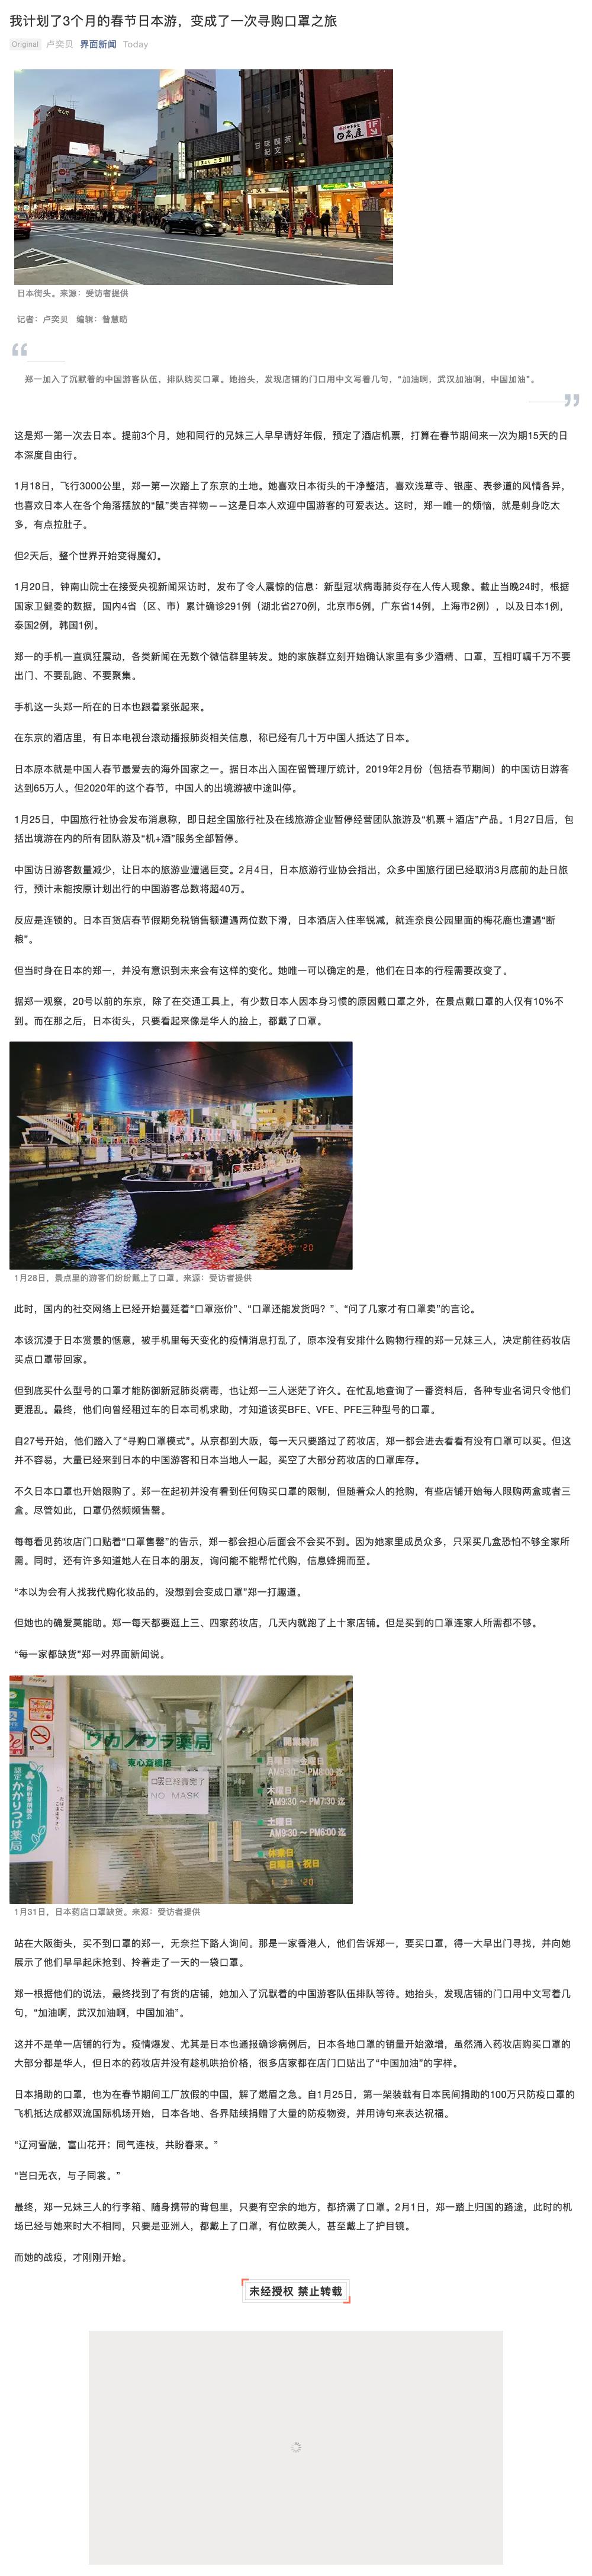 我计划了3个月的春节日本游，变成了一次寻购口罩之旅
Original 卢奕贝 界面新闻 Today
甘味喫茶
日高屋
1F
日本街头。来源：受访者提供
记者：卢奕贝 编辑：昝慧昉
郑一加入了沉默着的中国游客队伍，排队购买口罩。她抬头，发现店铺的门口用中文写着几句，“加油啊，武汉加油啊，中国加油”。
这是郑一第一次去日本。提前3个月，她和同行的兄妹三人早早请好年假，预定了酒店机票，打算在春节期间来一次为期15天的日
本深度自由行。
1月18日，飞行3000公里，郑一第一次踏上了东京的土地。她喜欢日本街头的干净整洁，喜欢浅草寺、银座、表参道的风情各异，
也喜欢日本人在各个角落摆放的“鼠”类吉祥物——这是日本人欢迎中国游客的可爱表达。这时，郑一唯一的烦恼，就是刺身吃太
多，有点拉肚子。
但2天后，整个世界开始变得魔幻。
1月20日，钟南山院士在接受央视新闻采访时，发布了令人震惊的信息：新型冠状病毒肺炎存在人传人现象。截止当晚24时，根据
国家卫健委的数据，国内4省（区、市）累计确诊291例（湖北省270例，北京市5例，广东省14例，上海市2例），以及日本1例，
泰国2例，韩国1例。
郑一的手机一直疯狂震动，各类新闻在无数个微信群里转发。她的家族群立刻开始确认家里有多少酒精、口罩，互相叮嘱千万不要
出门、不要乱跑、不要聚集。
手机这一头郑一所在的日本也跟着紧张起来。
在东京的酒店里，有日本电视台滚动播报肺炎相关信息，称已经有几十万中国人抵达了日本。
日本原本就是中国人春节最爱去的海外国家之一。据日本出入国在留管理厅统计，2019年2月份（包括春节期间）的中国访日游客
达到65万人。但2020年的这个春节，中国人的出境游被中途叫停。
1月25日，中国旅行社协会发布消息称，即日起全国旅行社及在线旅游企业暂停经营团队旅游及“机票＋酒店”产品。1月27日后，包
括出境游在内的所有团队游及“机+酒”服务全部暂停。
中国访日游客数量减少，让日本的旅游业遭遇巨变。2月4日，日本旅游行业协会指出，众多中国旅行团已经取消3月底前的赴日旅
行，预计未能按原计划出行的中国游客总数将超40万。
反应是连锁的。日本百货店春节假期免税销售额遭遇两位数下滑，日本酒店入住率锐减，就连奈良公园里面的梅花鹿也遭遇“断
粮”。
但当时身在日本的郑一，并没有意识到未来会有这样的变化。她唯一可以确定的是，他们在日本的行程需要改变了。
据郑一观察，20号以前的东京，除了在交通工具上，有少数日本人因本身习惯的原因戴口罩之外，在景点戴口罩的人仅有10%不
到。而在那之后，日本街头，只要看起来像是华人的脸上，都戴了口罩。
8 '20
1月28日，景点里的游客们纷纷戴上了口罩。来源：受访者提供
此时，国内的社交网络上已经开始蔓延着“口罩涨价”、“口罩还能发货吗？”、“问了几家才有口罩卖”的言论。
本该沉浸于日本赏景的惬意，被手机里每天变化的疫情消息打乱了，原本没有安排什么购物行程的郑一兄妹三人，决定前往药妆店
买点口罩带回家。
但到底买什么型号的口罩才能防御新冠肺炎病毒，也让郑一三人迷茫了许久。在忙乱地查询了一番资料后，各种专业名词只令他们
更混乱。最终，他们向曾经租过车的日本司机求助，才知道该买BFE、VFE、PFE三种型号的口罩。
自27号开始，他们踏入了“寻购口罩模式”。从京都到大阪，每一天只要路过了药妆店，郑一都会进去看看有没有口罩可以买。但这
并不容易，大量已经来到日本的中国游客和日本当地人一起，买空了大部分药妆店的口罩库存。
不久日本口罩也开始限购了。郑一在起初并没有看到任何购买口罩的限制，但随着众人的抢购，有些店铺开始每人限购两盒或者三
盒。尽管如此，口罩仍然频频售罄。
每每看见药妆店门口贴着“口罩售罄”的告示，郑一都会担心后面会不会买不到。因为她家里成员众多，只采买几盒恐怕不够全家所
需。同时，还有许多知道她人在日本的朋友，询问能不能帮忙代购，信息蜂拥而至。
“本以为会有人找我代购化妆品的，没想到会变成口罩”郑一打趣道。
但她也的确爱莫能助。郑一每天都要逛上三、四家药妆店，几天内就跑了上十家店铺。但是买到的口罩连家人所需都不够。
“每一家都缺货”郑一对界面新闻说。
PayPay
ワカノウラ薬局
東心斎橋店
口罩已经卖完了
NO MASK
認定
かかりつけ薬局
開業時間
月曜日～金曜日
AM9:30～PM8:00迄
木曜日
AM9:30～PM7:30迄
土曜日
AM9:30～PM6:00迄
休業日
日曜日・祝日
1 31 '20
1月31日，日本药店口罩缺货。来源：受访者提供
站在大阪街头，买不到口罩的郑一，无奈拦下路人询问。那是一家香港人，他们告诉郑一，要买口罩，得一大早出门寻找，并向她
展示了他们早早起床抢到、拎着走了一天的一袋口罩。
郑一根据他们的说法，最终找到了有货的店铺，她加入了沉默着的中国游客队伍排队等待。她抬头，发现店铺的门口用中文写着几
句，“加油啊，武汉加油啊，中国加油”。
这并不是单一店铺的行为。疫情爆发、尤其是日本也通报确诊病例后，日本各地口罩的销量开始激增，虽然涌入药妆店购买口罩的
大部分都是华人，但日本的药妆店并没有趁机哄抬价格，很多店家都在店门口贴出了“中国加油”的字样。
日本捐助的口罩，也为在春节期间工厂放假的中国，解了燃眉之急。自1月25日，第一架装载有日本民间捐助的100万只防疫口罩的
飞机抵达成都双流国际机场开始，日本各地、各界陆续捐赠了大量的防疫物资，并用诗句来表达祝福。
“辽河雪融，富山花开；同气连枝，共盼春来。”
“岂曰无衣，与子同裳。”
最终，郑一兄妹三人的行李箱、随身携带的背包里，只要有空余的地方，都挤满了口罩。2月1日，郑一踏上归国的路途，此时的机
场已经与她来时大不相同，只要是亚洲人，都戴上了口罩，有位欧美人，甚至戴上了护目镜。
而她的战疫，才刚刚开始。
未经授权 禁止转载